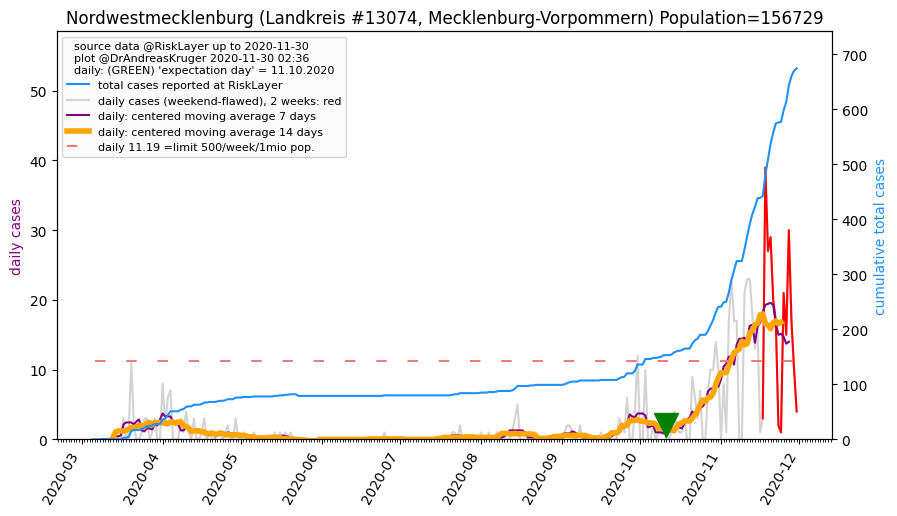 Nordwestmecklenburg (Landkreis #13074, Mecklenburg-Vorpommern) Population=156729
source data @RiskLayer up to 2020-11-30
plot @DrAndreasKruger 2020-11-30 02:36
daily: (GREEN) 'expectation day' = 11.10.2020
total cases reported at RiskLayer
daily cases (weekend-flawed), 2 weeks: red
daily: centered moving average 7 days
daily: centered moving average 14 days
daily 11.19 =limit 500/week/1mio pop.
daily cases
50
40
30
20
10
0
cumulative total cases
700
600
500
400
300
200
100
0
2020-03
2020-04
2020-05
2020-06
2020-07
2020-08
2020-09
2020-10
2020-11
2020-12